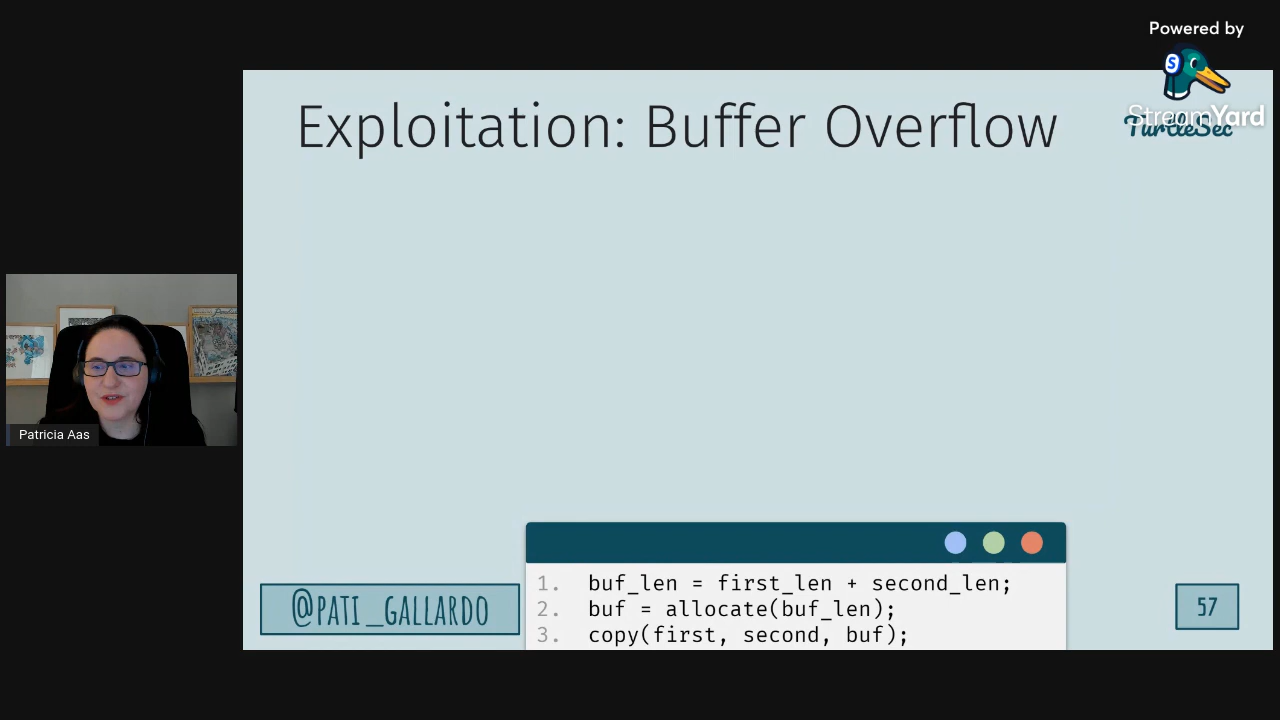 Powered by
StreamYard
TurtleSec
Exploitation: Buffer Overflow
Patricia Aas
1. buf_len = first_len + second_len;
2. buf = allocate(buf_len);
3. copy(first, second, buf);
@PATI_GALLARDO
57